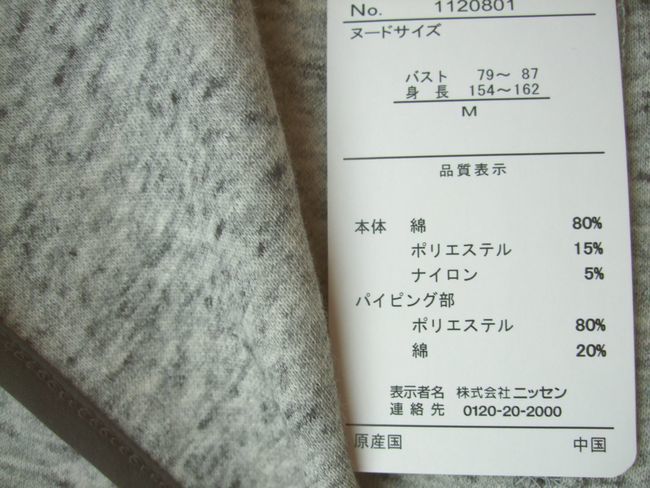 No. 1120801
ヌードサイズ
バスト 79～ 87
身長 154～162
M
品質表示
本体 綿 80%
ポリエステル 15%
ナイロン 5%
パイピング部
ポリエステル 80%
綿 20%
表示者名 株式会社ニッセン
連絡先 0120-20-2000
原産国 中国